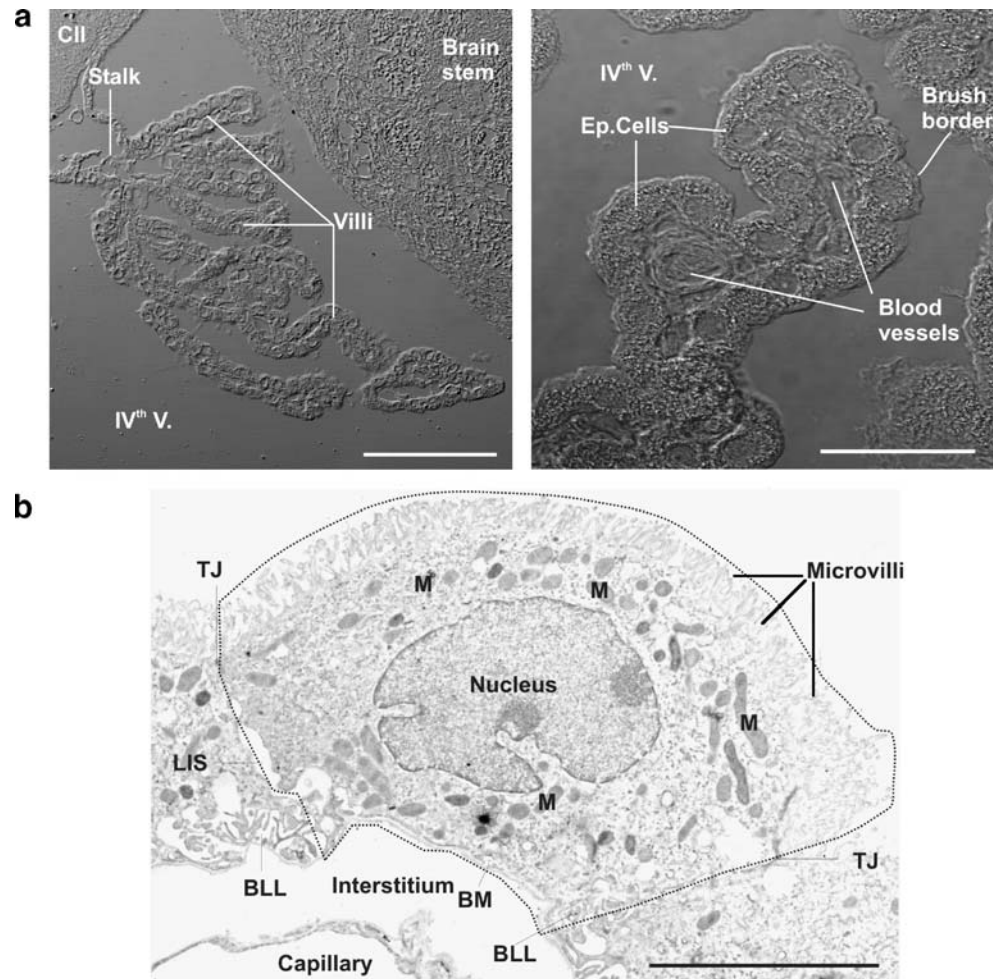 a
CII
Stalk
Brain
stem
Villi
IVth V.
IVth V.
Ep.Cells
Brush
border
Blood
vessels
b
TJ
M
M
Microvilli
Nucleus
M
LIS
M
TJ
BLL
Interstitium
BM
BLL
Capillary